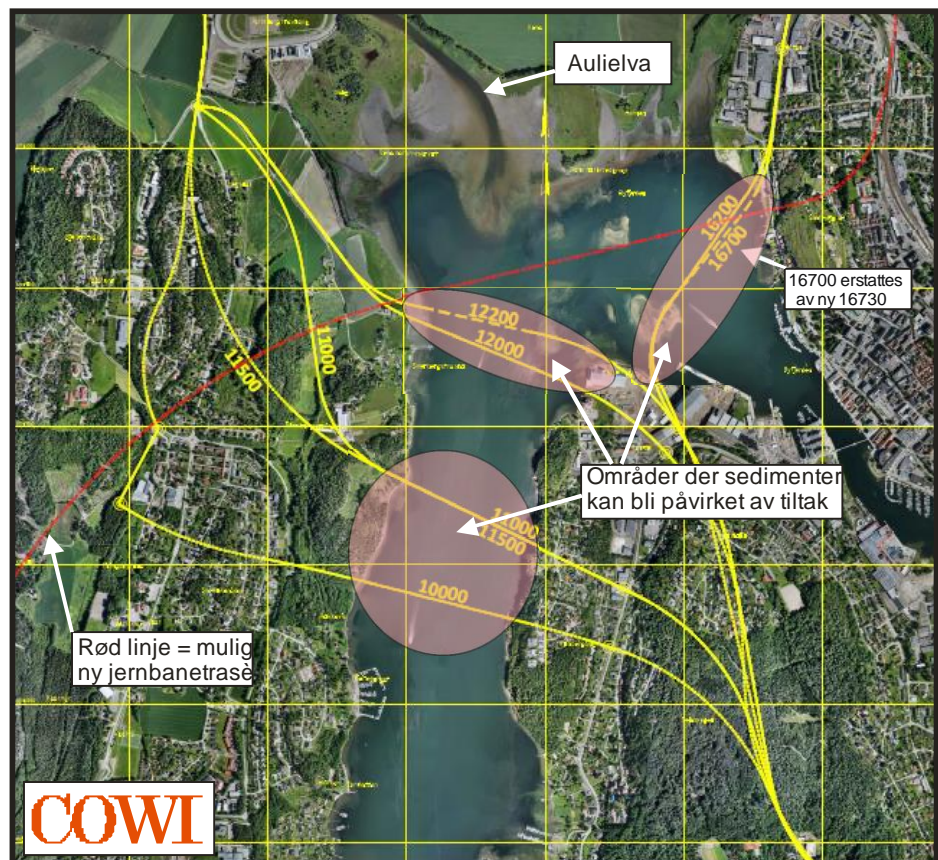 Aulielva
16200
16700
16700 erstattes
av ny 16730
12200
12000
11000
11500
Områder der sedimenter
kan bli påvirket av tiltak
11000
11500
10000
Rød linje = mulig
ny jernbanetrasè
COWI